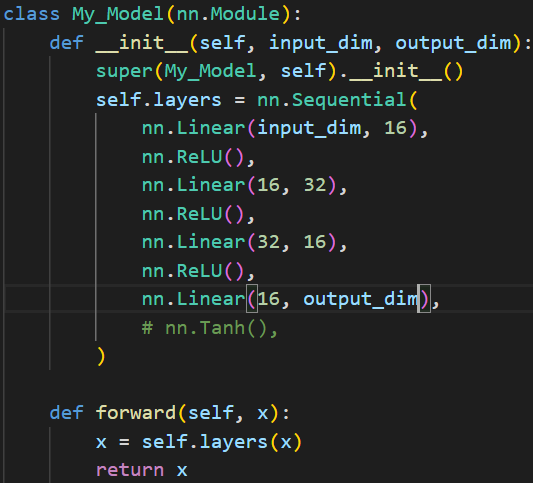 class My_Model(nn.Module):
    def __init__(self, input_dim, output_dim):
        super(My_Model, self).__init__()
        self.layers = nn.Sequential(
            nn.Linear(input_dim, 16),
            nn.ReLU(),
            nn.Linear(16, 32),
            nn.ReLU(),
            nn.Linear(32, 16),
            nn.ReLU(),
            nn.Linear(16, output_dim),
            # nn.Tanh(),
        )

    def forward(self, x):
        x = self.layers(x)
        return x